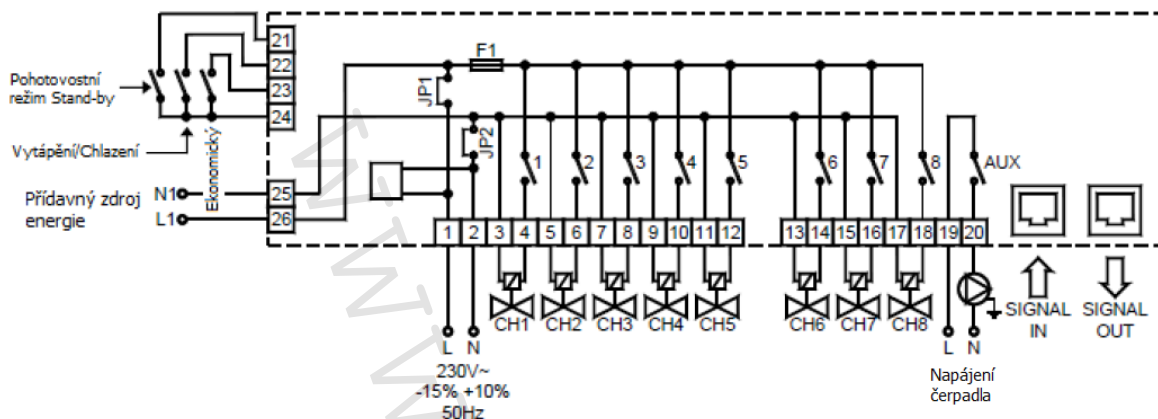 21
22
23
24
25
26
Pohotovostní
režim Stand-by
Vytápění/Chlazení
Ekonomický
Přídavný zdroj
energie
N1
L1
F1
JP1
JP2
1
2
3
4
5
6
7
8
AUX
1 2 3 4 5 6 7 8 9 10 11 12
13 14 15 16 17 18 19 20
CH1 CH2 CH3 CH4 CH5
CH6 CH7 CH8
SIGNAL
IN
SIGNAL
OUT
L N
230V~
-15% +10%
50Hz
L N
Napájení
čerpadla
WWW